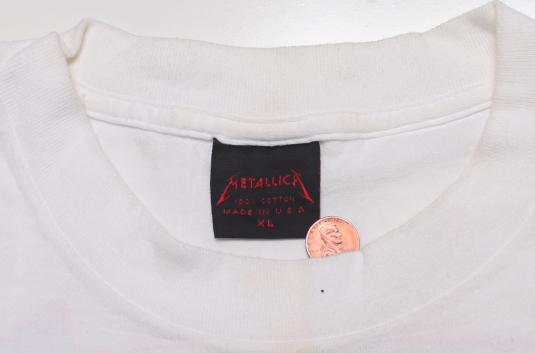 METALLICA
100% COTTON
MADE IN U.S.A
XL